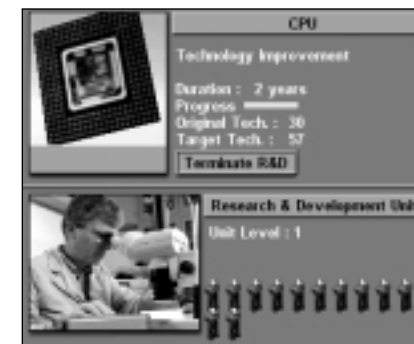 CPU
Technology Improvement
Duration : 2 years
Progress
Original Tech. : 30
Target Tech. : 57
Terminate R&D
Research & Development Unit
Unit Level : 1